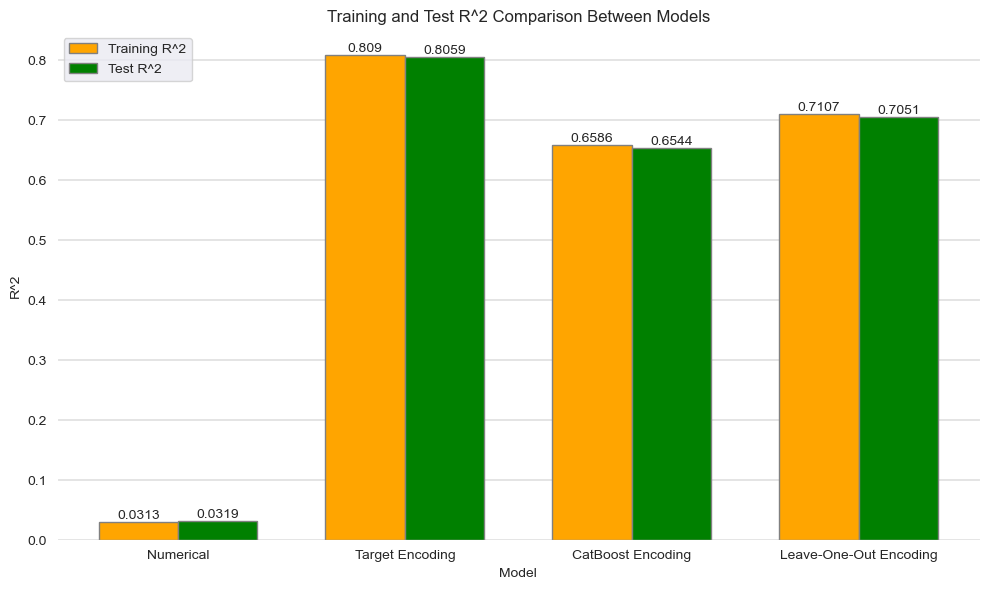 Training and Test R^2 Comparison Between Models
Training R^2
Test R^2
R^2
0.8
0.7
0.6
0.5
0.4
0.3
0.2
0.1
0.0
0.0313
0.0319
0.809
0.8059
0.6586
0.6544
0.7107
0.7051
Numerical
Target Encoding
CatBoost Encoding
Leave-One-Out Encoding
Model